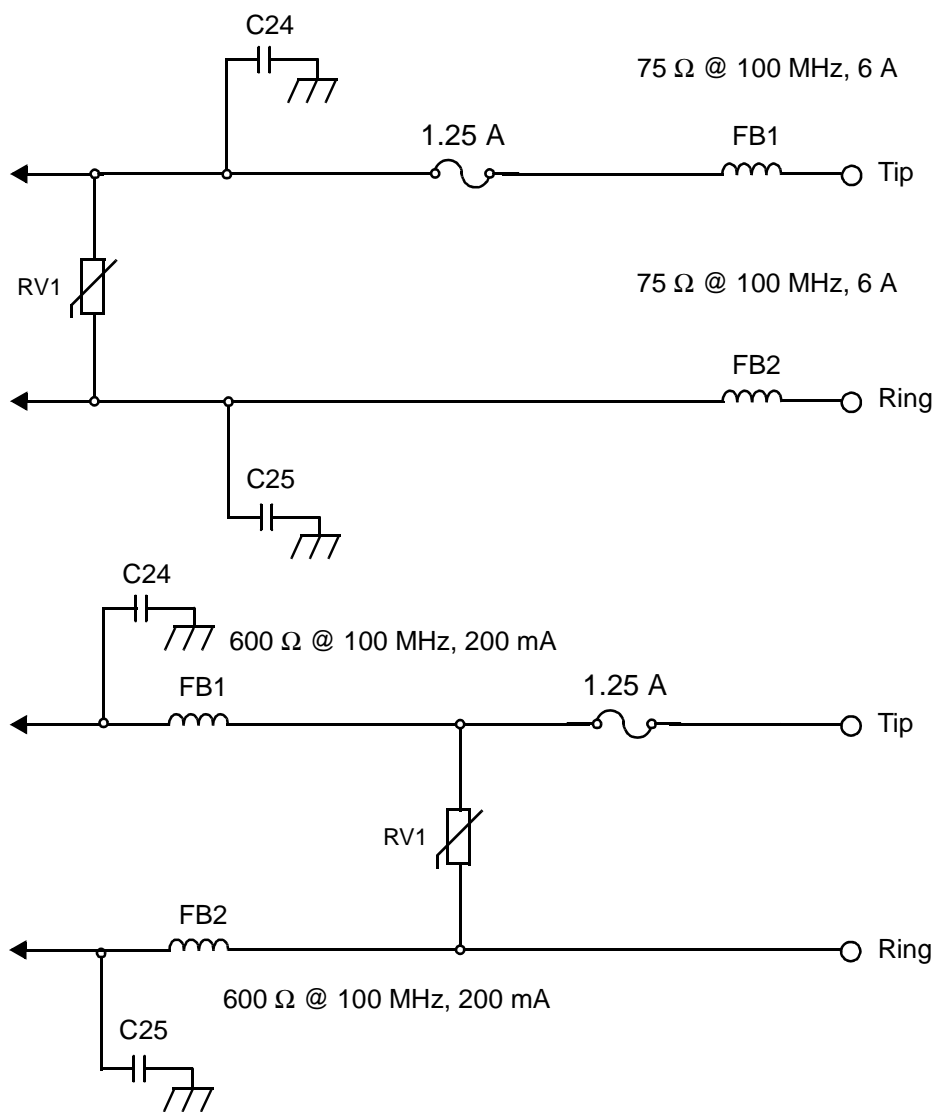 C24
75 Ω @ 100 MHz, 6 A
1.25 A
FB1
Tip
RV1
75 Ω @ 100 MHz, 6 A
FB2
Ring
C25
C24
600 Ω @ 100 MHz, 200 mA
FB1
1.25 A
Tip
RV1
FB2
Ring
600 Ω @ 100 MHz, 200 mA
C25